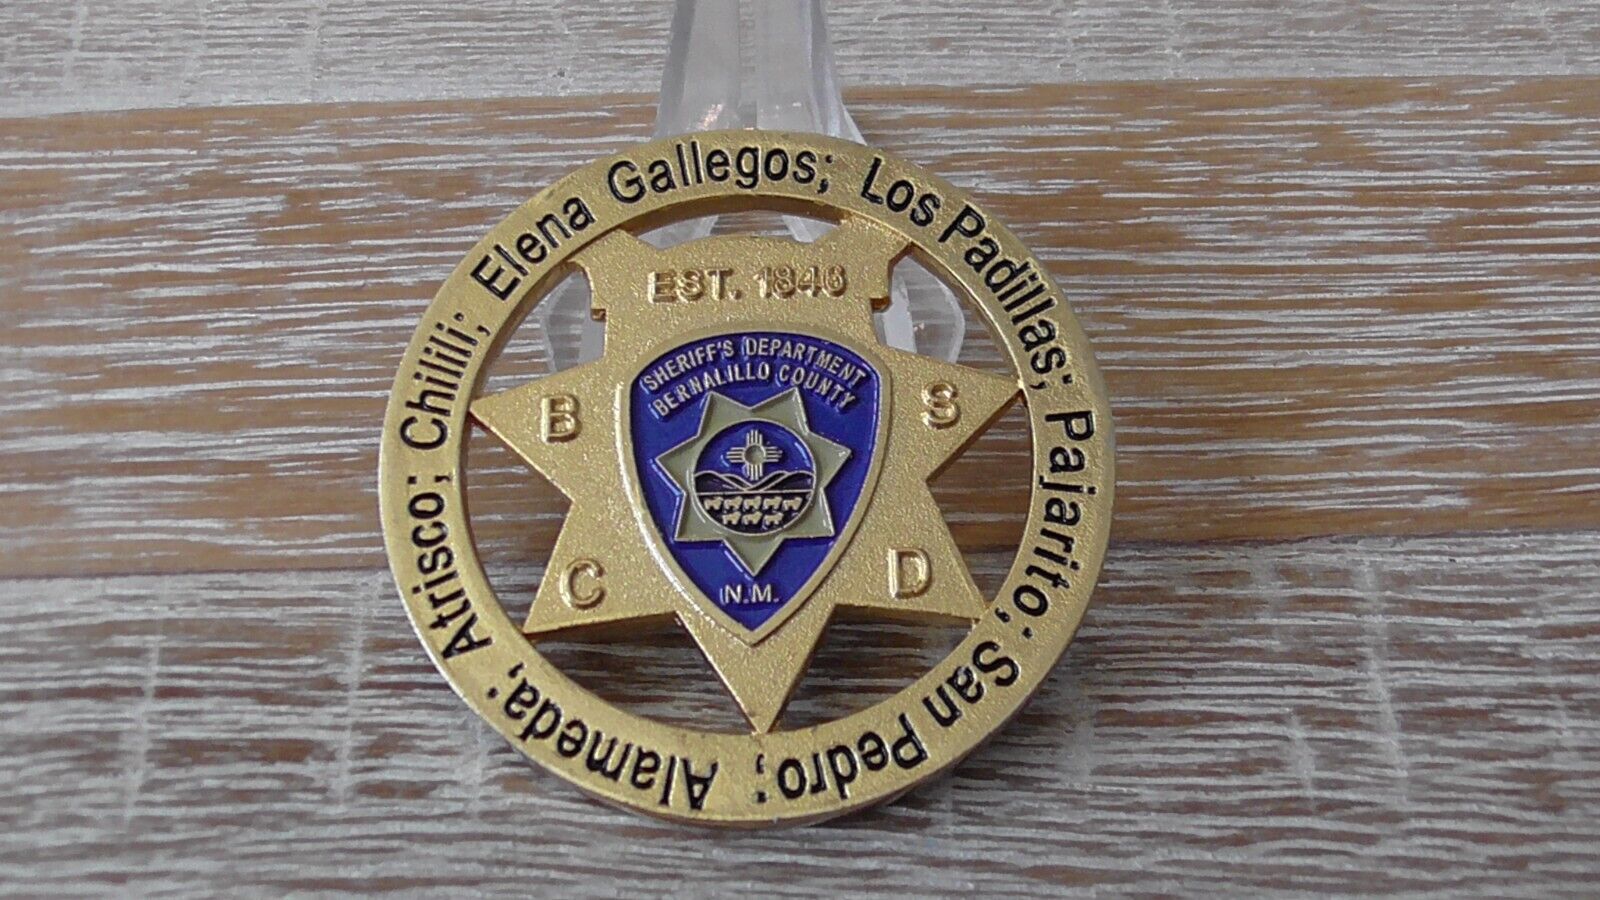 Alameda; Atrisco; Chilili; Elena Gallegos; Los Padillas; Pajarito; San Pedro;
EST. 1846
B S
C D
SHERIFF'S DEPARTMENT
BERNALILLO COUNTY
N.M.